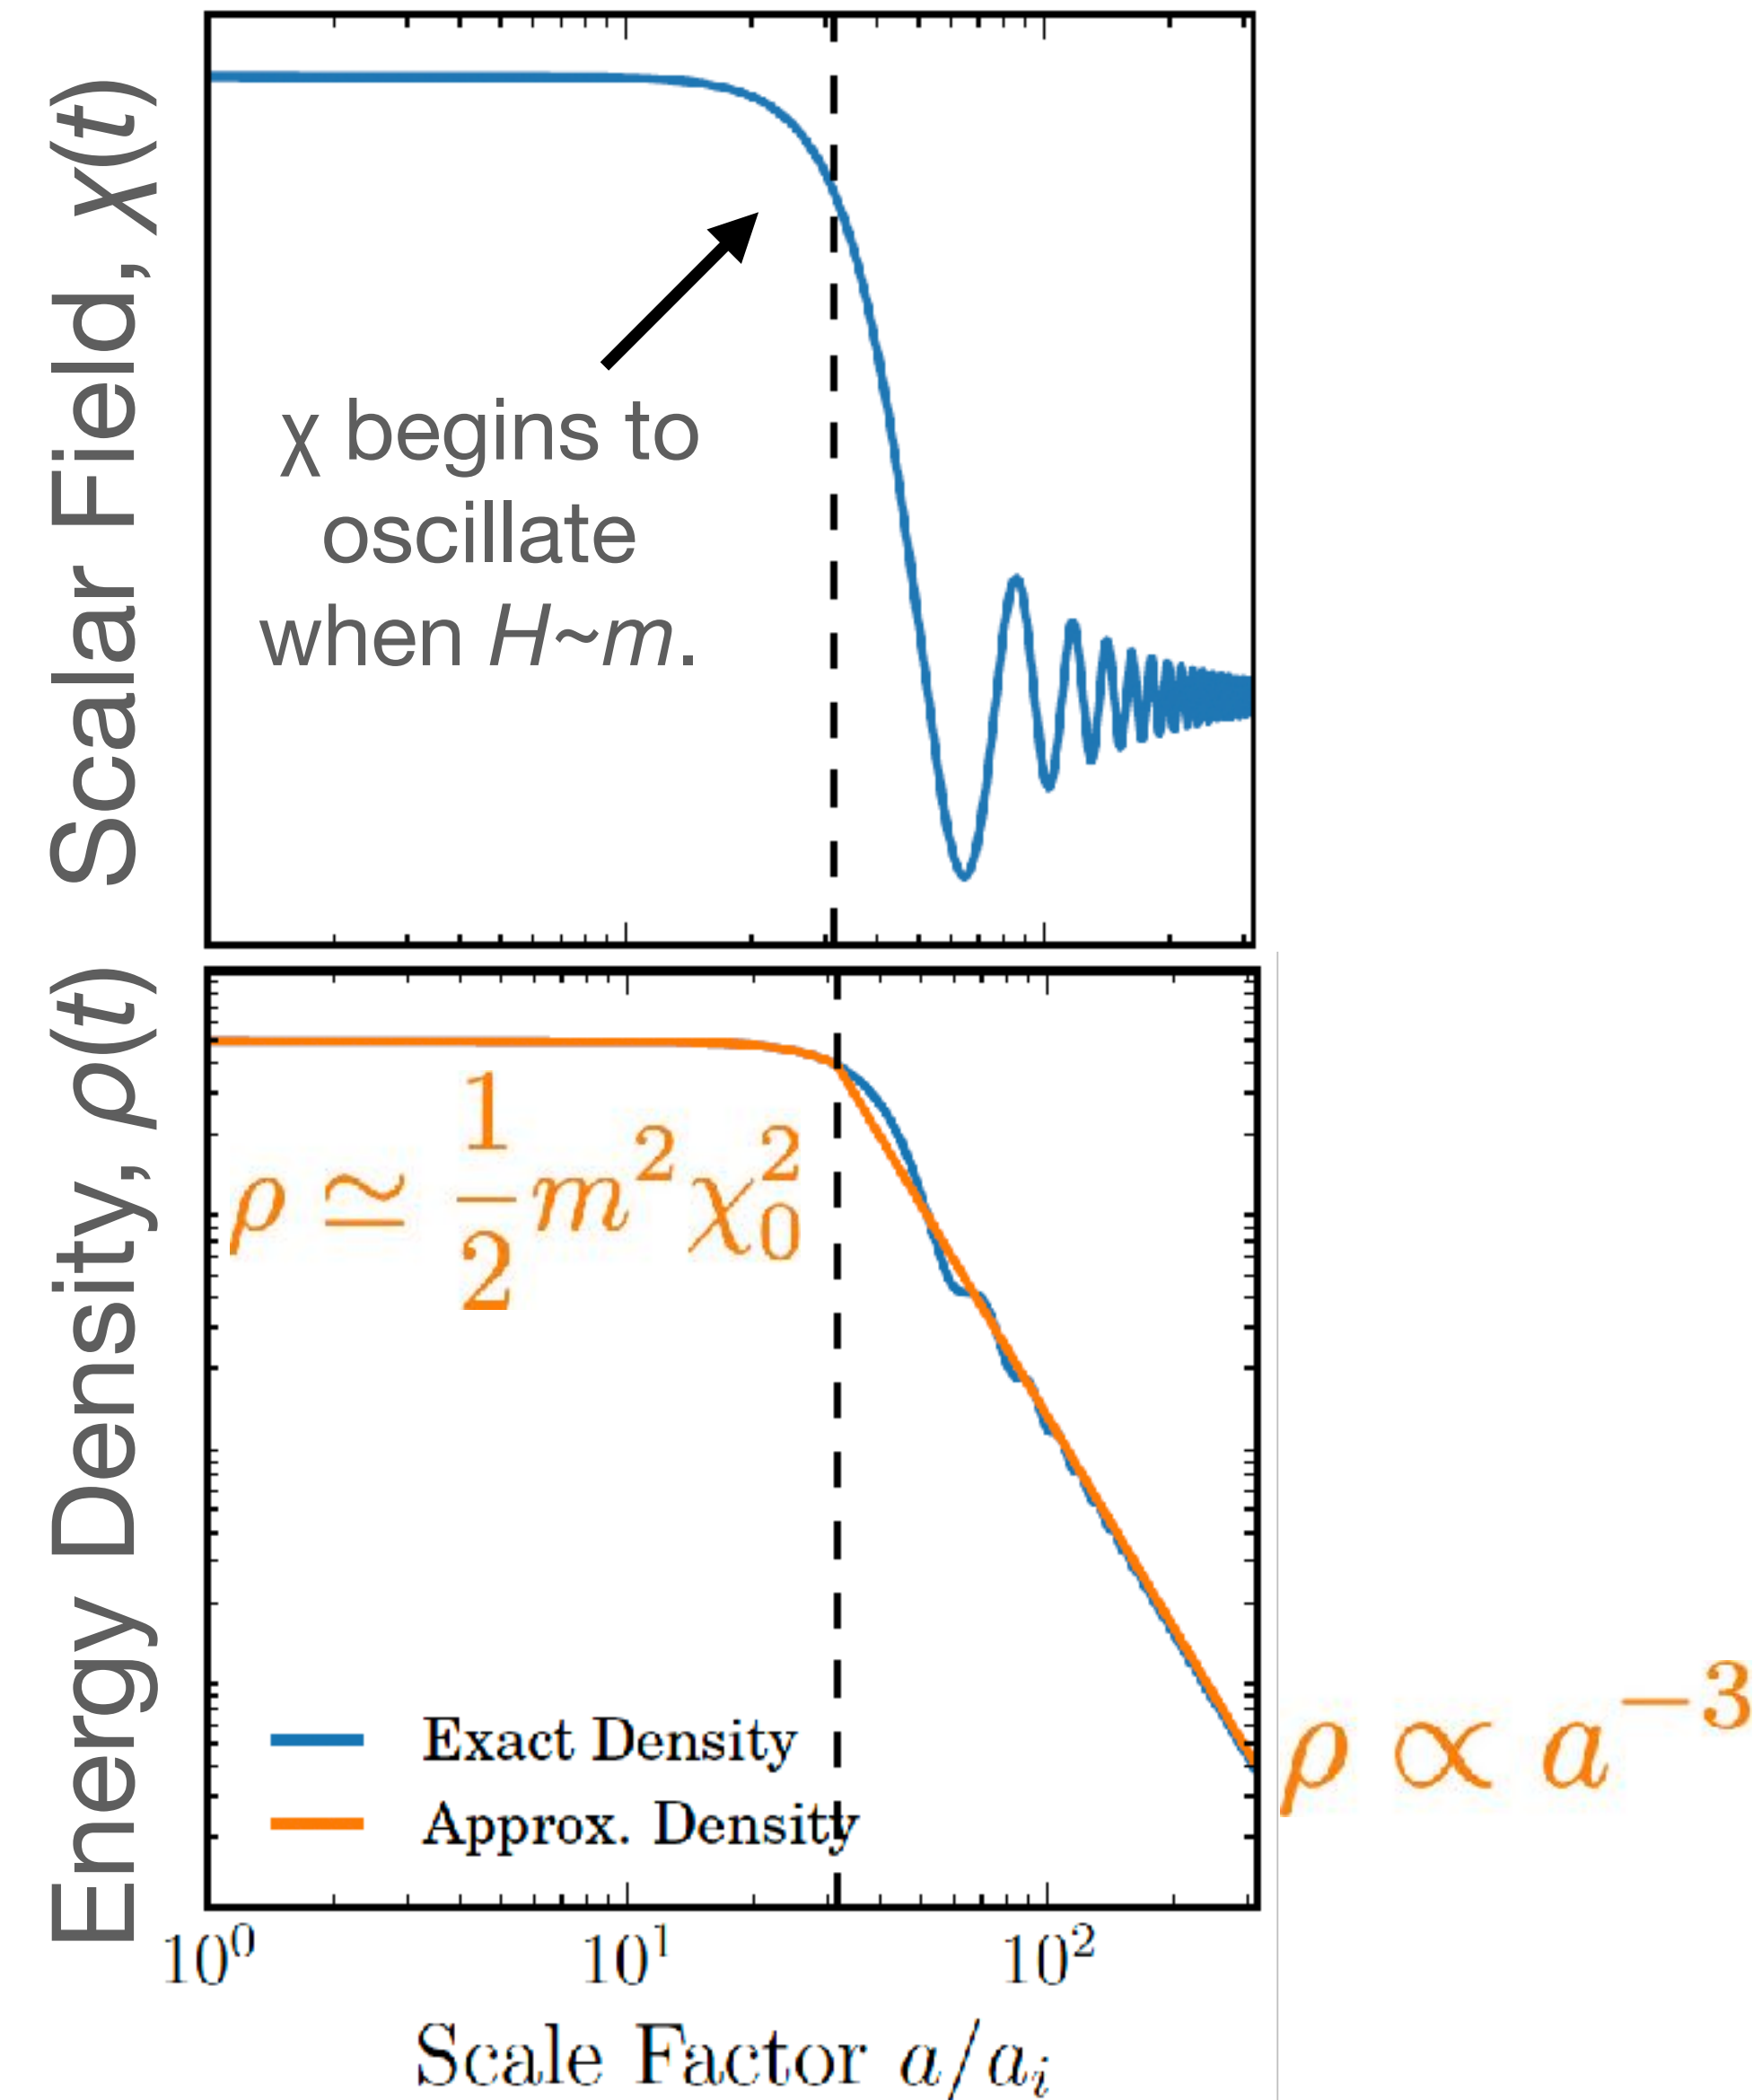 Scalar Field, χ(t)
χ begins to
oscillate
when H~m.
Energy Density, ρ(t)
ρ ≃ 1/2 m² χ₀²
Exact Density
Approx. Density
ρ ∝ a⁻³
10⁰ 10¹ 10²
Scale Factor a/aᵢ